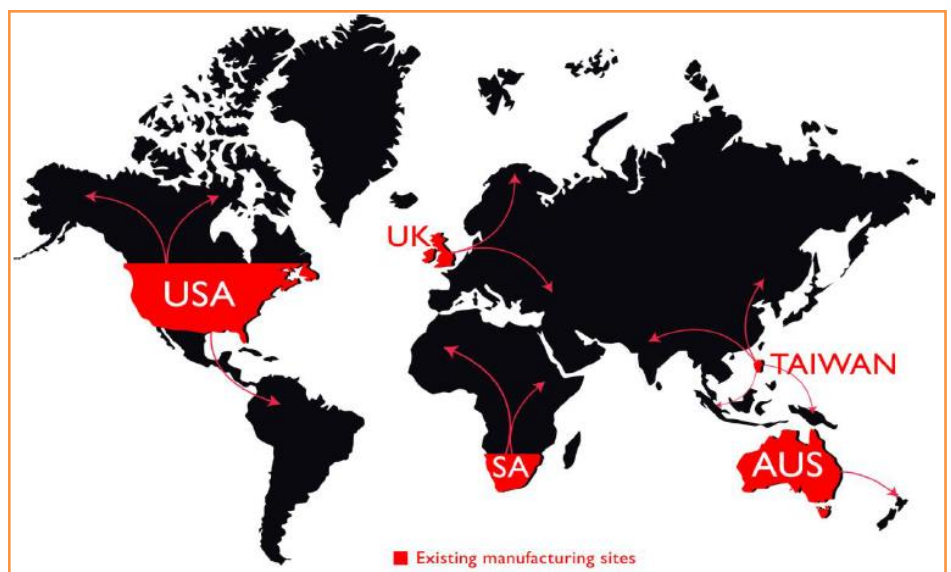 UK
USA
TAIWAN
SA
AUS
Existing manufacturing sites